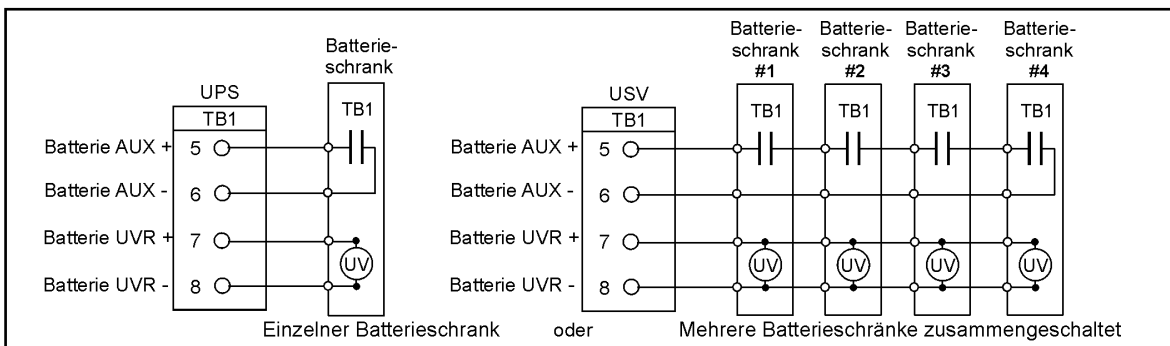 Batterie-
schrank
UPS
TB1
TB1
Batterie AUX + 5
Batterie AUX - 6
Batterie UVR + 7
Batterie UVR - 8
UV
Einzelner Batterieschrank
oder
Batterie-
schrank
#1
Batterie-
schrank
#2
Batterie-
schrank
#3
Batterie-
schrank
#4
USV
TB1
TB1 TB1 TB1 TB1
Batterie AUX + 5
Batterie AUX - 6
Batterie UVR + 7
Batterie UVR - 8
UV UV UV UV
Mehrere Batterieschränke zusammengeschaltet